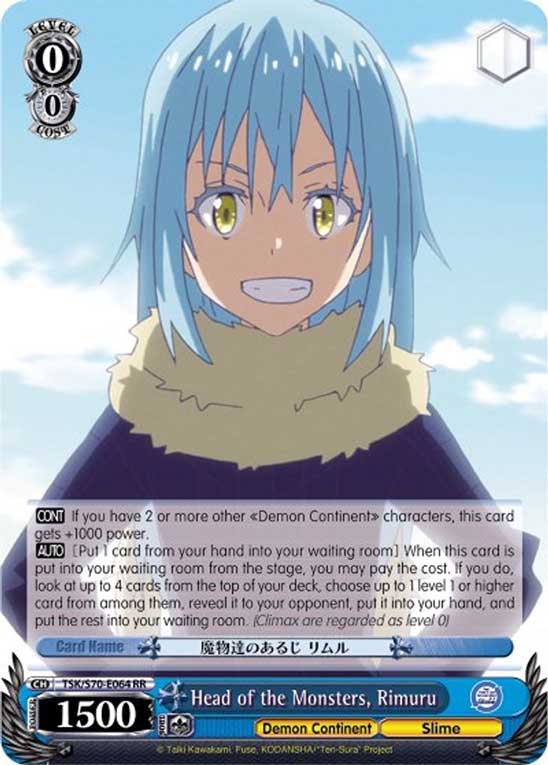 LEVEL
0
0
COST
CONT If you have 2 or more other «Demon Continent» characters, this card
gets +1000 power.
AUTO [Put 1 card from your hand into your waiting room] When this card is
put into your waiting room from the stage, you may pay the cost. If you do,
look at up to 4 cards from the top of your deck, choose up to 1 level 1 or higher
card from among them, reveal it to your opponent, put it into your hand, and
put the rest into your waiting room. (Climax are regarded as level 0)
Card Name 魔物達のあるじ リムル
CH TSK/S70-E064 RR Head of the Monsters, Rimuru
POWER 1500 SIDE Demon Continent Slime
© Taiki Kawakami, Fuse, KODANSHA/"Ten-Sura" Project